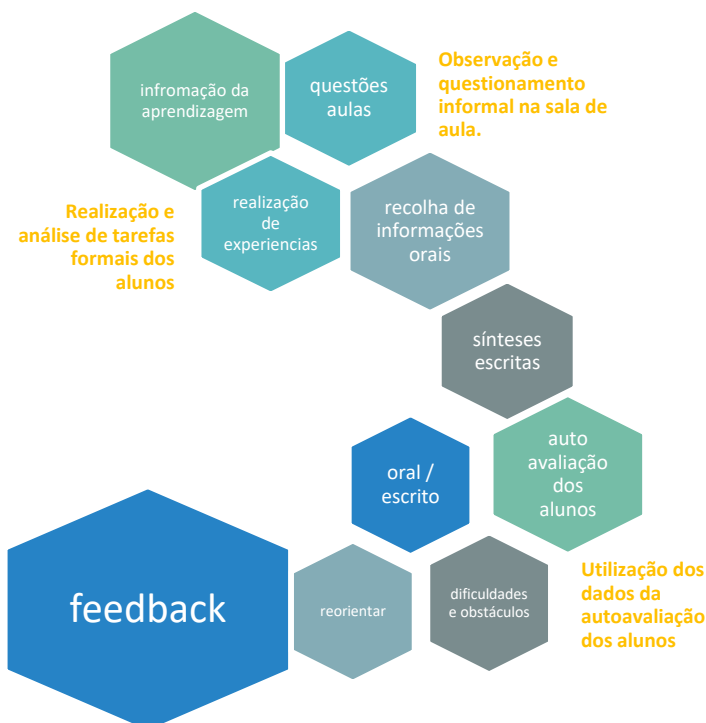 infromação da
aprendizagem
questões
aulas
Observação e
questionamento
informal na sala de
aula.
Realização e
análise de tarefas
formais dos
alunos
realização
de
experiencias
recolha de
informações
orais
sínteses
escritas
auto
avaliação
dos
alunos
oral /
escrito
feedback
reorientar
dificuldades
e obstáculos
Utilização dos
dados da
autoavaliação
dos alunos